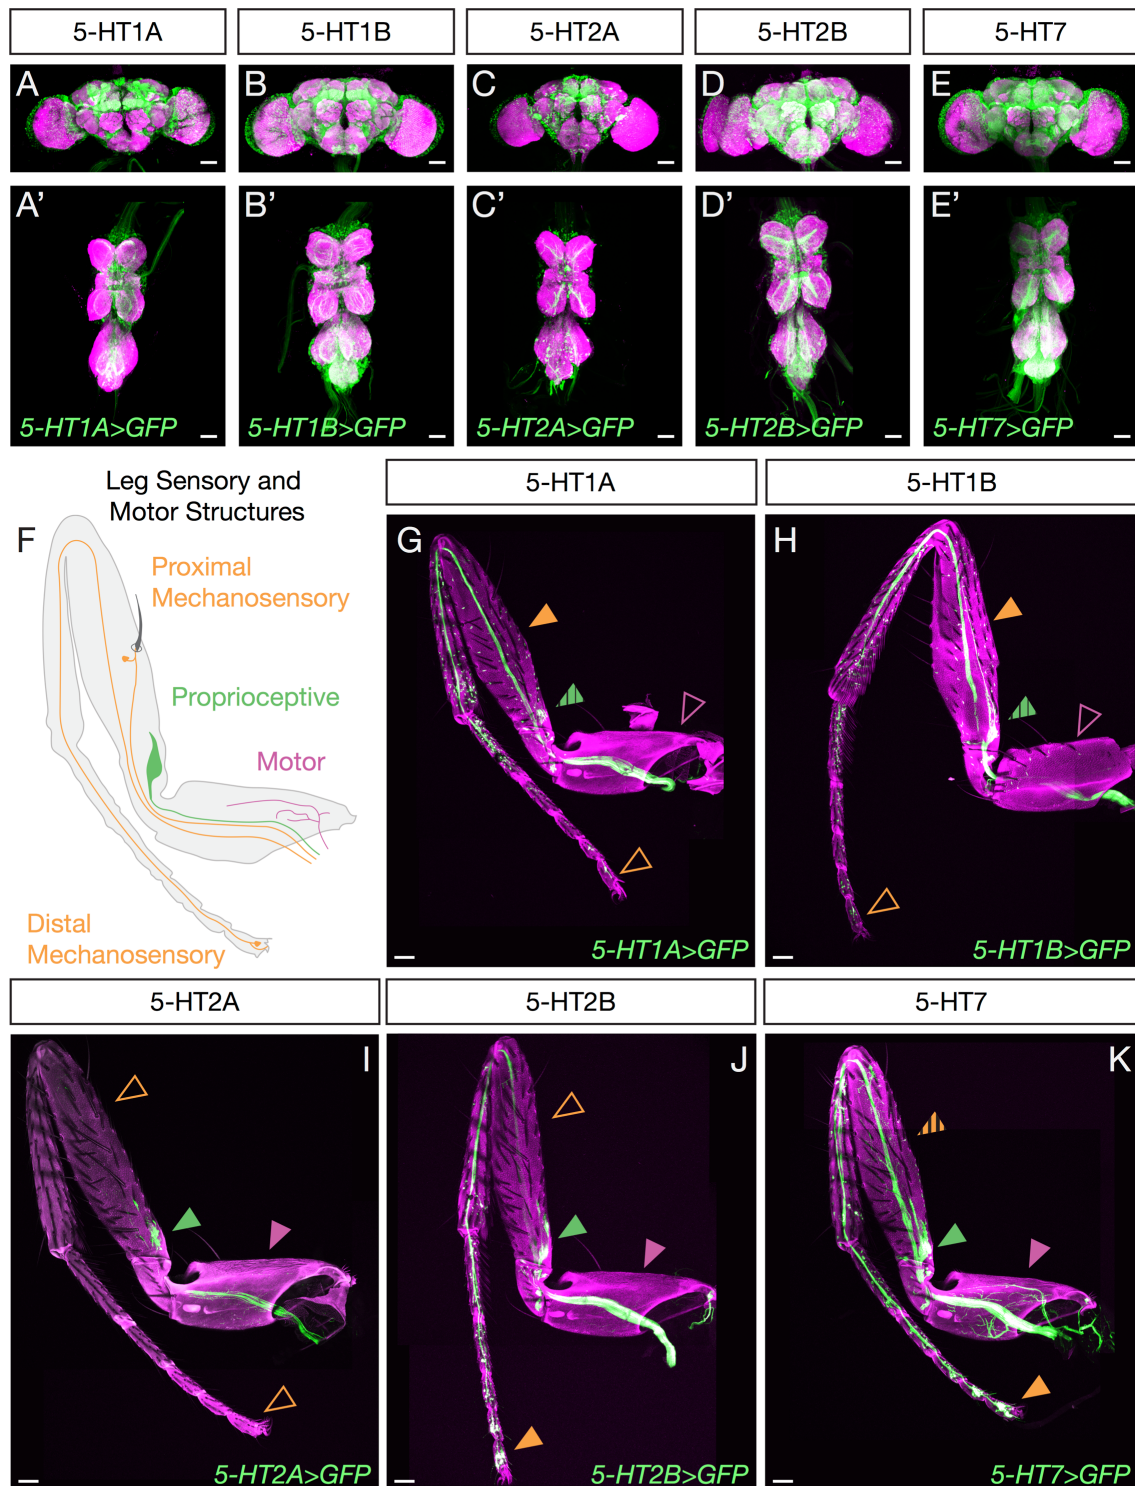 5-HT1A
5-HT1B
5-HT2A
5-HT2B
5-HT7
A
B
C
D
E
A'
B'
C'
D'
E'
5-HT1A>GFP
5-HT1B>GFP
5-HT2A>GFP
5-HT2B>GFP
5-HT7>GFP
Leg Sensory and
Motor Structures
F
Proximal
Mechanosensory
Proprioceptive
Motor
Distal
Mechanosensory
5-HT1A
G
5-HT1A>GFP
5-HT1B
H
5-HT1B>GFP
5-HT2A
I
5-HT2A>GFP
5-HT2B
J
5-HT2B>GFP
5-HT7
K
5-HT7>GFP